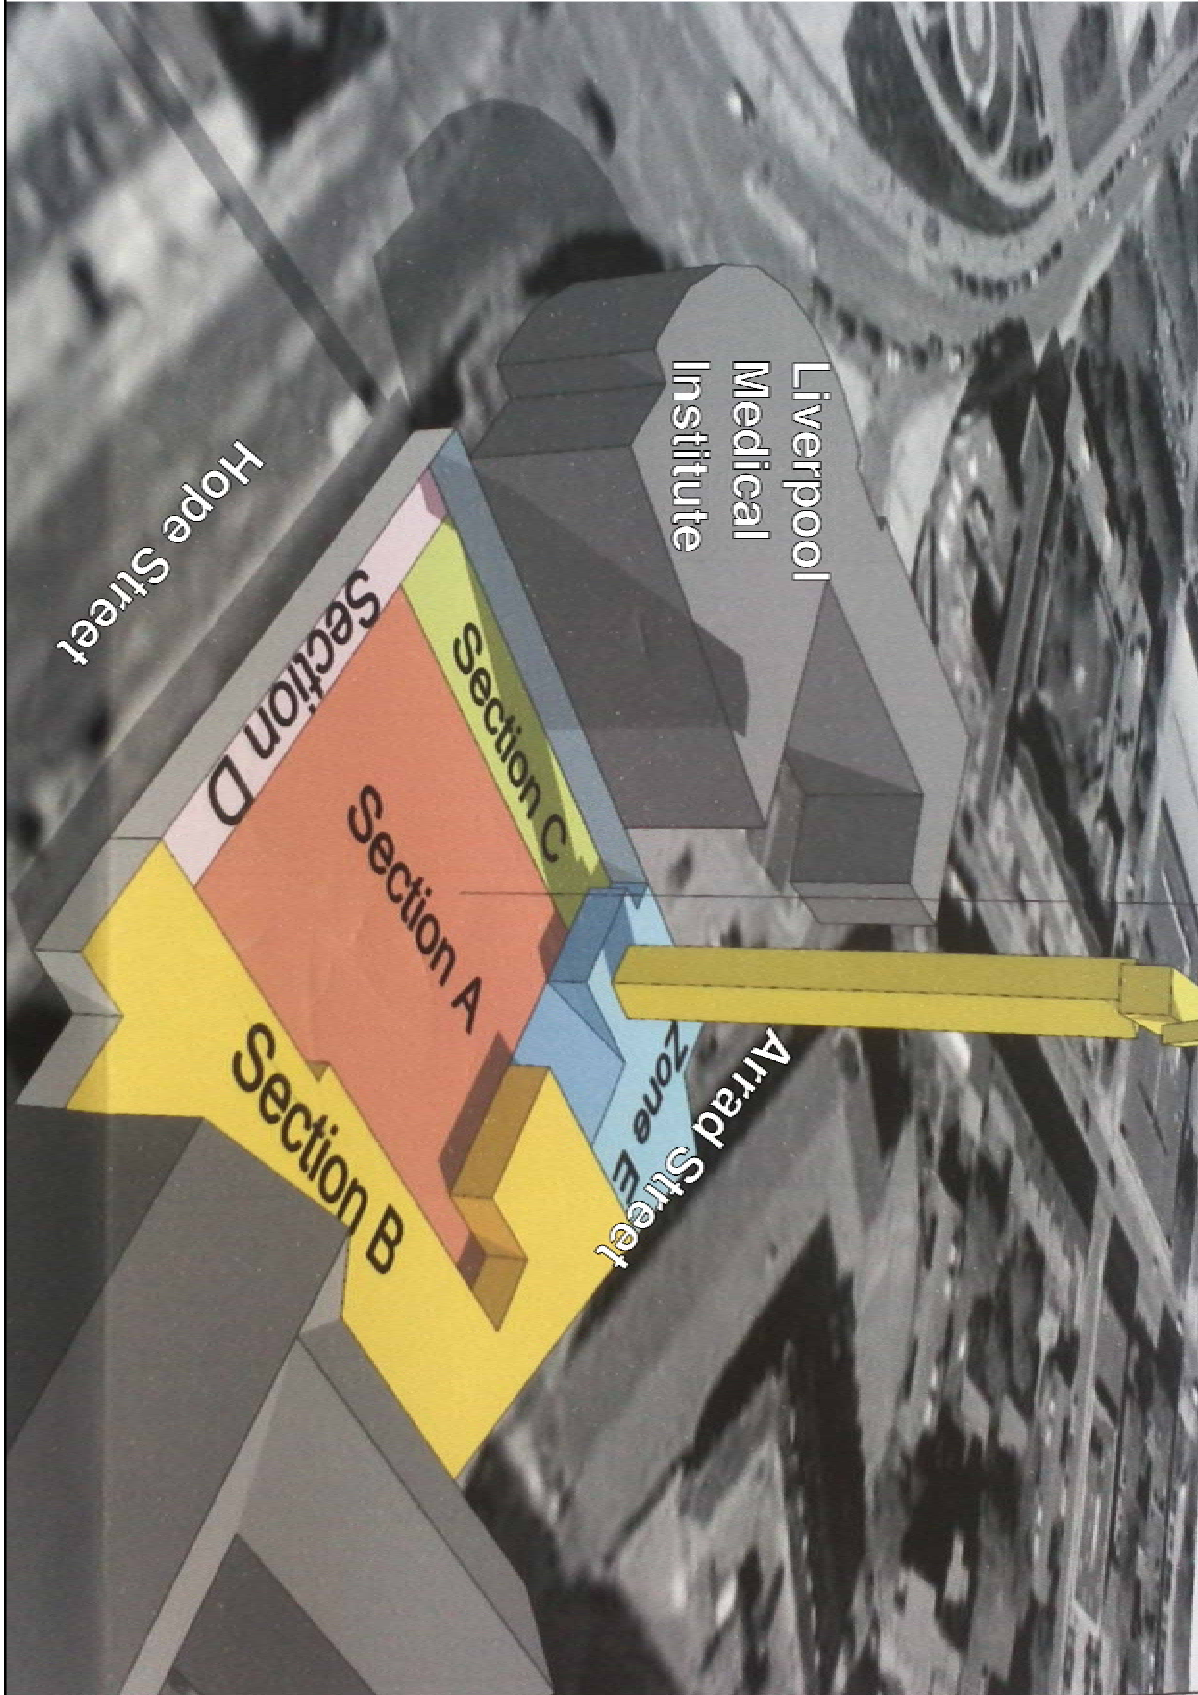 Liverpool
Medical
Institute
Hope Street
Section D
Section C
Section A
Section B
Zone E
Arrad Street